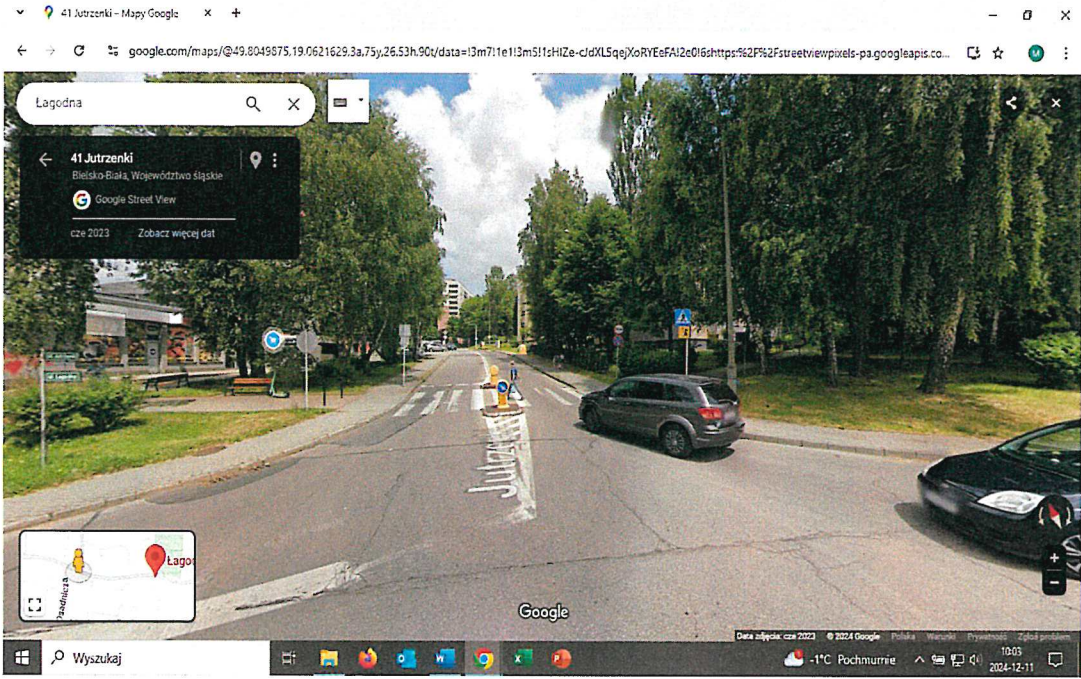 41 Jutrzenki – Mapy Google
google.com/maps/@49.8049875,19.0621629,3a,75y,26.53h,90t/data=!3m7!1e1!3m5!1sHIZe-cJdXLSqejXoRYEeFA!2e0!6shttps:%2F%2Fstreetviewpixels-pa.googleapis.co...
M
Łagodna
41 Jutrzenki
Bielsko-Biała, Województwo śląskie
Google Street View
cze 2023 Zobacz więcej dat
Jutrzenki
Łago
Google
Data zdjęcia: cze 2023 © 2024 Google Polska Warunki Prywatność Zgłoś problem
Wyszukaj
-1°C Pochmurnie
10:03
2024-12-11